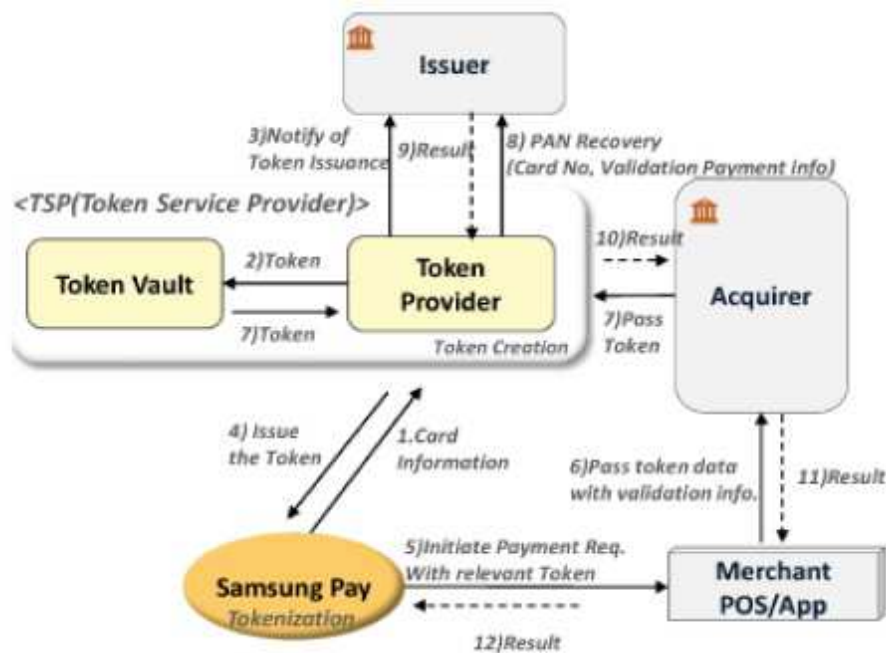 Issuer
3)Notify of
Token Issuance
9)Result
8) PAN Recovery
(Card No, Validation Payment info)
<TSP(Token Service Provider)>
Token Vault
2)Token
7)Token
Token
Provider
Token Creation
10)Result
7)Pass
Token
Acquirer
4) Issue
the Token
1.Card
Information
6)Pass token data
with validation info.
11)Result
Samsung Pay
Tokenization
5)Initiate Payment Req.
With relevant Token
12)Result
Merchant
POS/App